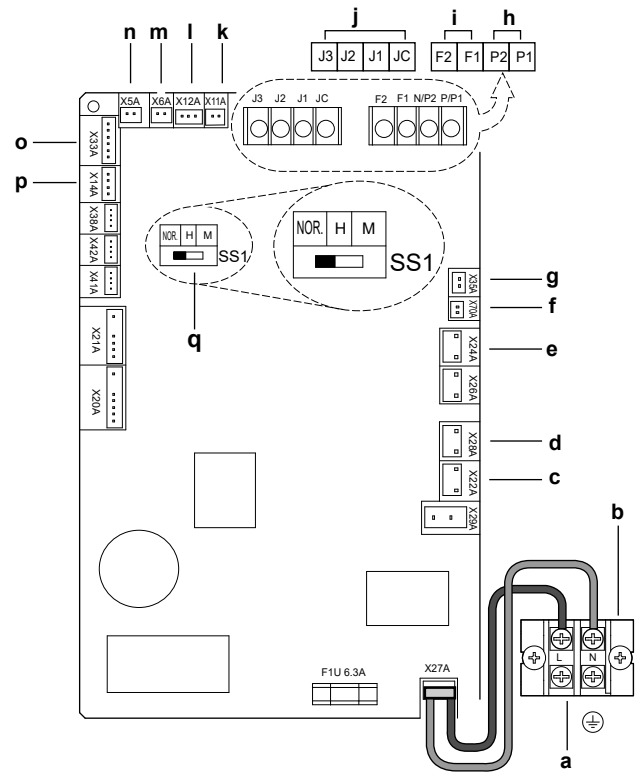 j i h
J3 J2 J1 JC F2 F1 P2 P1
n m l k
X5A X6A X12A X11A
J3 J2 J1 JC F2 F1 N/P2 P/P1
o X33A
p X14A
X38A
X42A
X41A
NOR. H M
SS1
NOR. H M
SS1
q
X21A
X20A
X35A g
X70A f
X24A e
X26A
X28A d
X22A c
X29A
b
L N
a
F1U 6.3A X27A